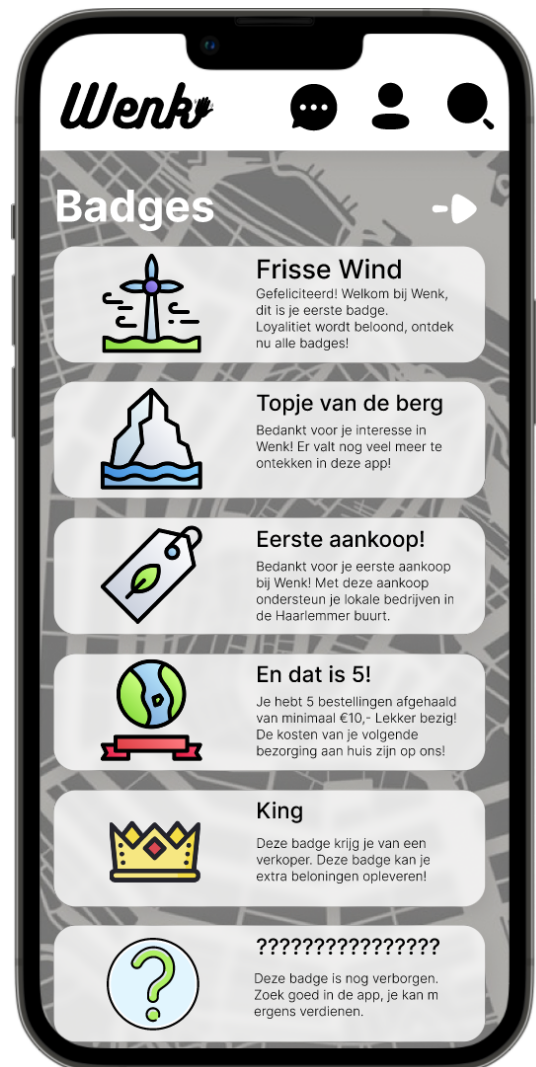 Wenk
Badges
Frisse Wind
Gefeliciteerd! Welkom bij Wenk,
dit is je eerste badge.
Loyalitiet wordt beloond, ontdek
nu alle badges!
Topje van de berg
Bedankt voor je interesse in
Wenk! Er valt nog veel meer te
ontekken in deze app!
Eerste aankoop!
Bedankt voor je eerste aankoop
bij Wenk! Met deze aankoop
ondersteun je lokale bedrijven in
de Haarlemmer buurt.
En dat is 5!
Je hebt 5 bestellingen afgehaald
van minimaal €10,- Lekker bezig!
De kosten van je volgende
bezorging aan huis zijn op ons!
King
Deze badge krijg je van een
verkoper. Deze badge kan je
extra beloningen opleveren!
????????????????
Deze badge is nog verborgen.
Zoek goed in de app, je kan m
ergens verdienen.